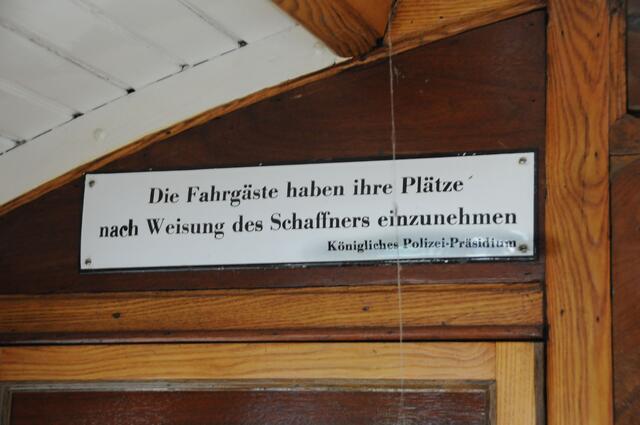 Die Fahrgäste haben ihre Plätze
nach Weisung des Schaffners einzunehmen
Königliches Polizei-Präsidium